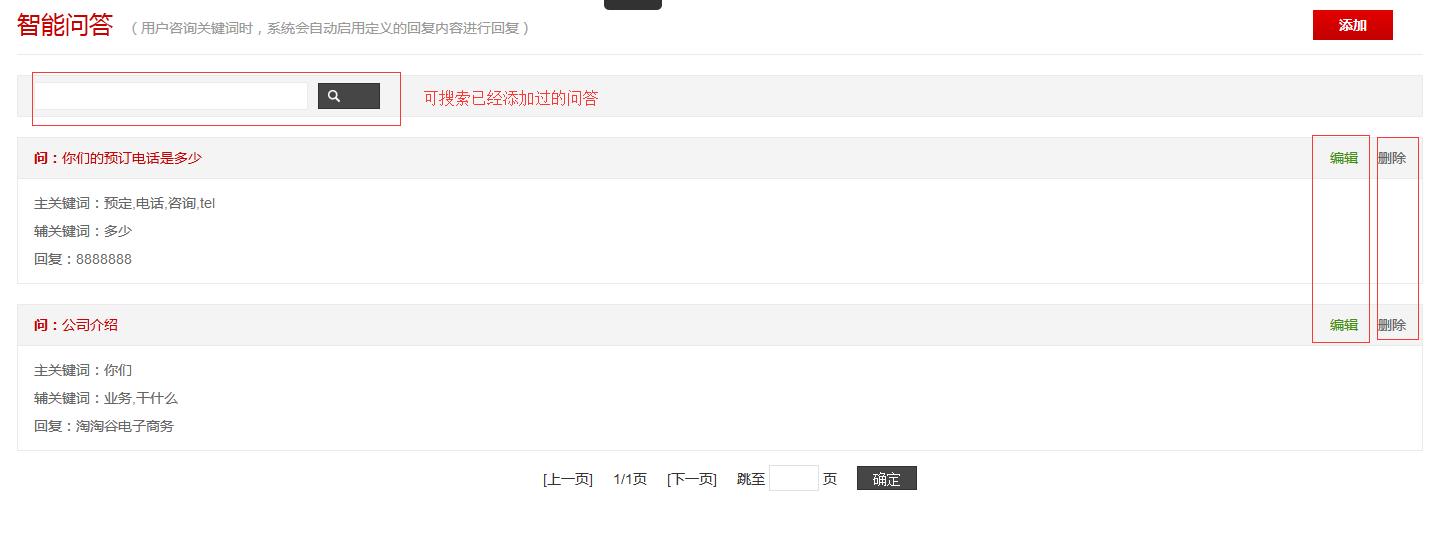 智能问答 （用户咨询关键词时，系统会自动启用定义的回复内容进行回复） 添加
可搜索已经添加过的问答
问：你们的预订电话是多少 编辑 删除
主关键词：预定,电话,咨询,tel
辅关键词：多少
回复：8888888
问：公司介绍 编辑 删除
主关键词：你们
辅关键词：业务,干什么
回复：淘淘谷电子商务
[上一页] 1/1页 [下一页] 跳至 页 确定